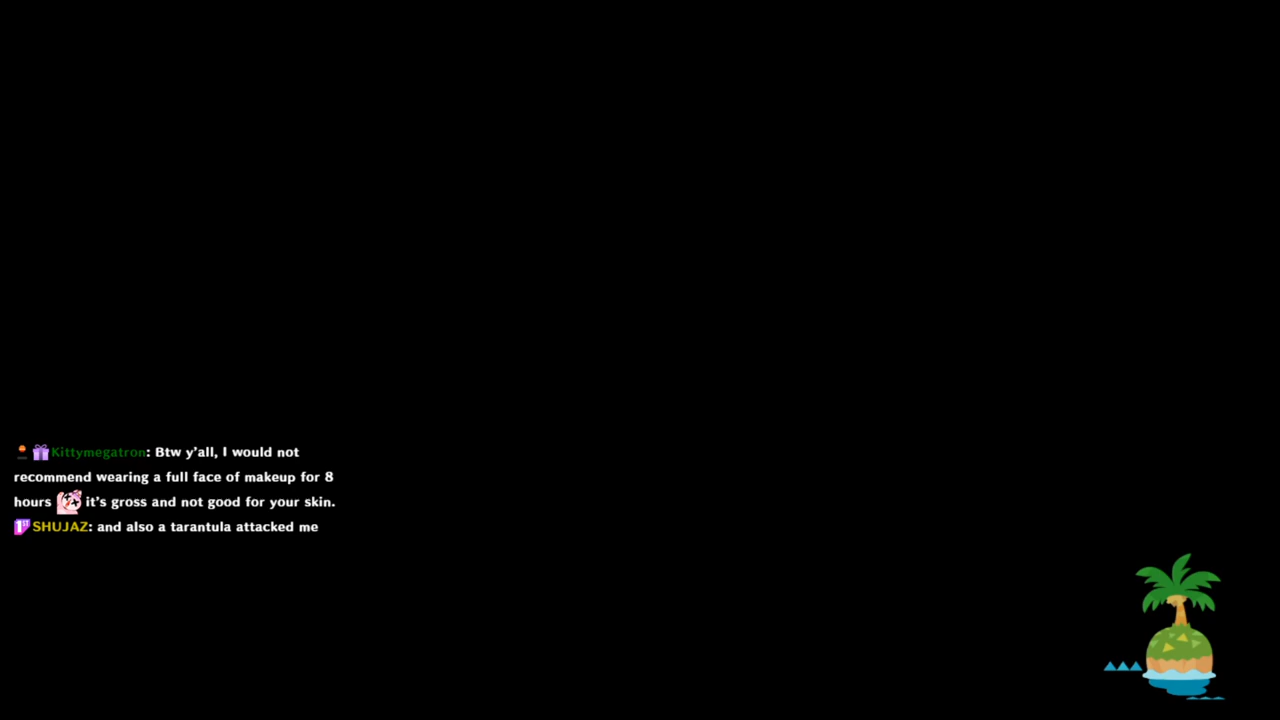 Kittymegatron: Btw y'all, I would not
recommend wearing a full face of makeup for 8
hours it's gross and not good for your skin.
1ST SHUJAZ: and also a tarantula attacked me